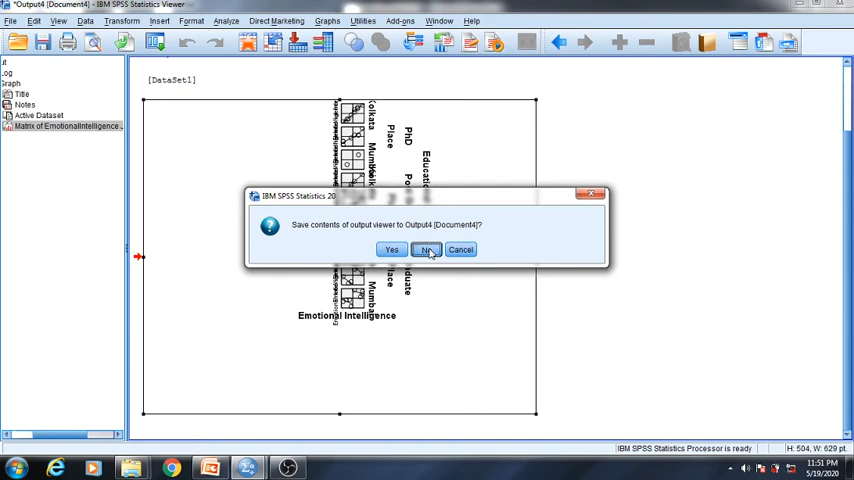 *Output4 [Document4] - IBM SPSS Statistics Viewer
File Edit View Data Transform Insert Format Analyze Direct Marketing Graphs Utilities Add-ons Window Help
[DataSet1]
Log
Title
Notes
Active Dataset
Matrix of EmotionalIntelligence
Place
PhD
IBM SPSS Statistics 20
Save contents of output viewer to Output4 [Document4]?
Yes
No
Cancel
Emotional Intelligence
IBM SPSS Statistics Processor is ready
H: 504, W: 629 pt.
11:51 PM
5/19/2020